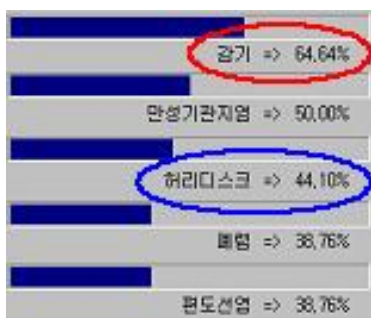 감기 => 64,64%
만성기관지염 => 50,00%
허리디스크 => 44,10%
폐렴 => 38,76%
편도선염 => 38,76%